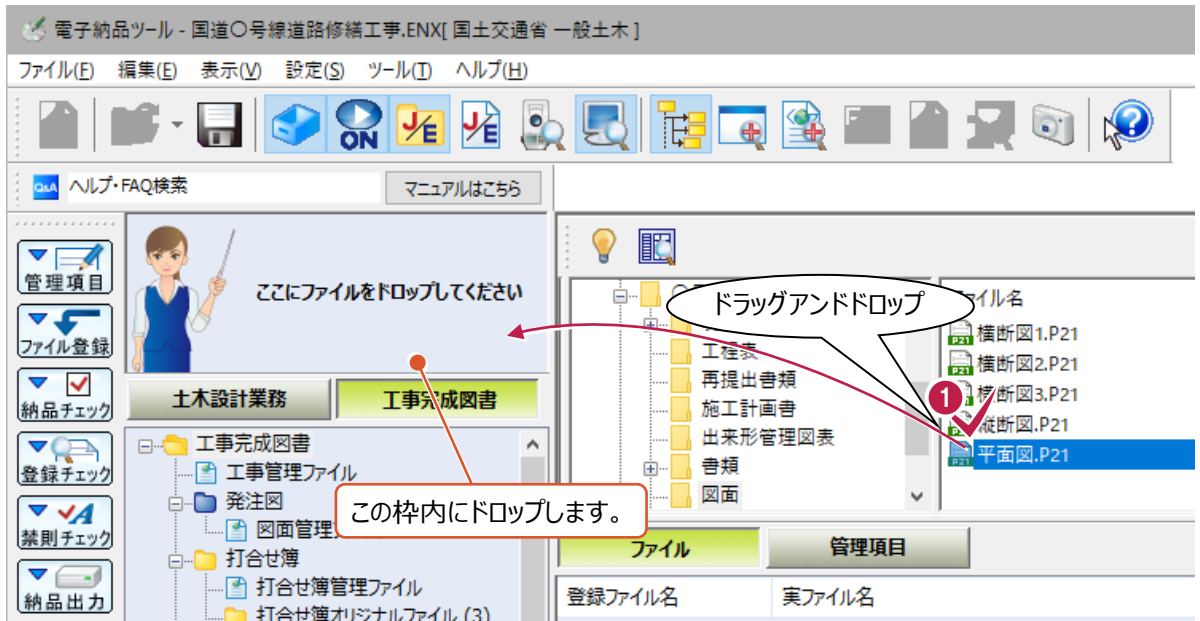 電子納品ツール - 国道〇号線道路修繕工事.ENX[ 国土交通省 一般土木 ]
ファイル(F) 編集(E) 表示(V) 設定(S) ツール(T) ヘルプ(H)
ON J/E J/E
Q&A ヘルプ・FAQ検索 マニュアルはこちら
管理項目
ファイル登録
納品チェック
登録チェック
禁則チェック
納品出力
ここにファイルをドロップしてください
土木設計業務 工事完成図書
工事完成図書
工事管理ファイル
発注図
図面管理
打合せ簿
打合せ簿管理ファイル
打合せ簿オリジナルファイル (3)
この枠内にドロップします。
ドラッグアンドドロップ
工程表
再提出書類
施工計画書
出来形管理図表
書類
図面
ァイル名
P21 横断図1.P21
P21 横断図2.P21
P21 横断図3.P21
P21 縦断図.P21
P21 平面図.P21
1
ファイル 管理項目
登録ファイル名 実ファイル名